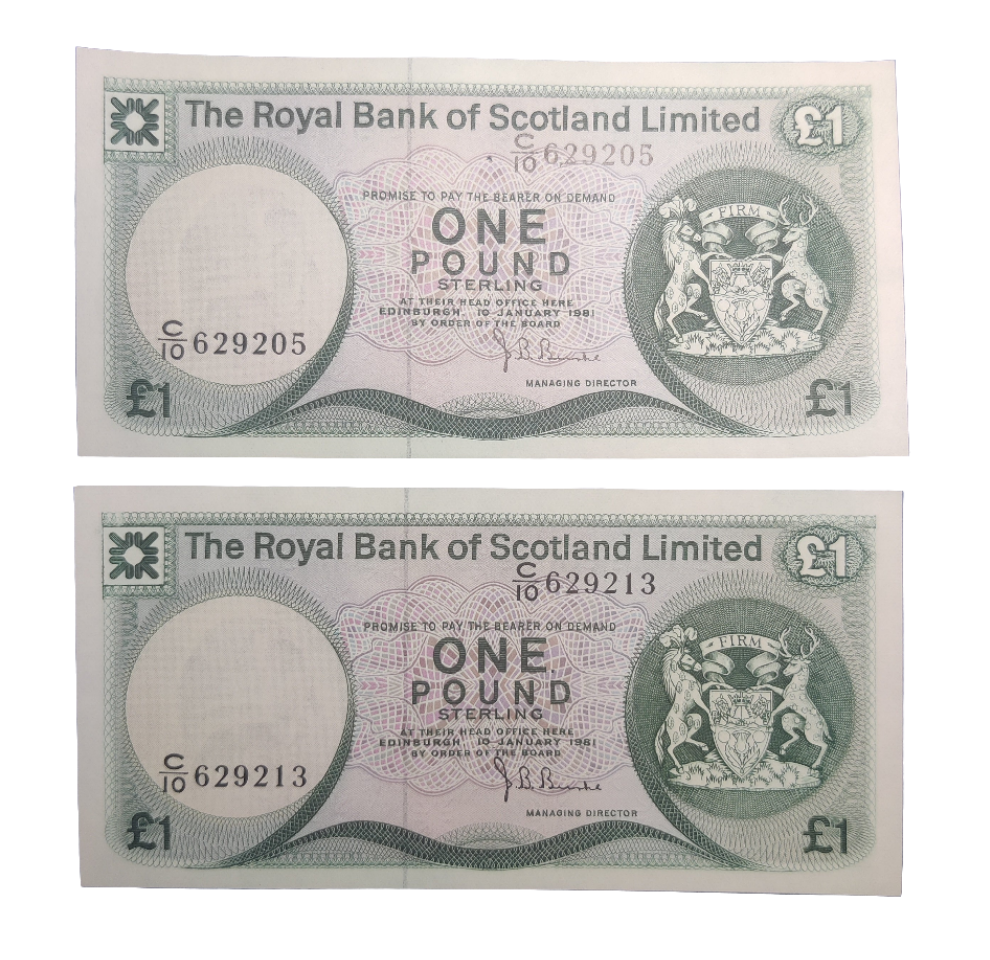 The Royal Bank of Scotland Limited £1
C/10 629205
PROMISE TO PAY THE BEARER ON DEMAND
ONE
POUND
STERLING
AT THEIR HEAD OFFICE HERE
EDINBURGH, 10 JANUARY 1981
BY ORDER OF THE BOARD
FIRM
C/10 629205
J.B. Burke
MANAGING DIRECTOR
£1 £1
The Royal Bank of Scotland Limited £1
C/10 629213
PROMISE TO PAY THE BEARER ON DEMAND
ONE
POUND
STERLING
AT THEIR HEAD OFFICE HERE
EDINBURGH, 10 JANUARY 1981
BY ORDER OF THE BOARD
FIRM
C/10 629213
J.B. Burke
MANAGING DIRECTOR
£1 £1